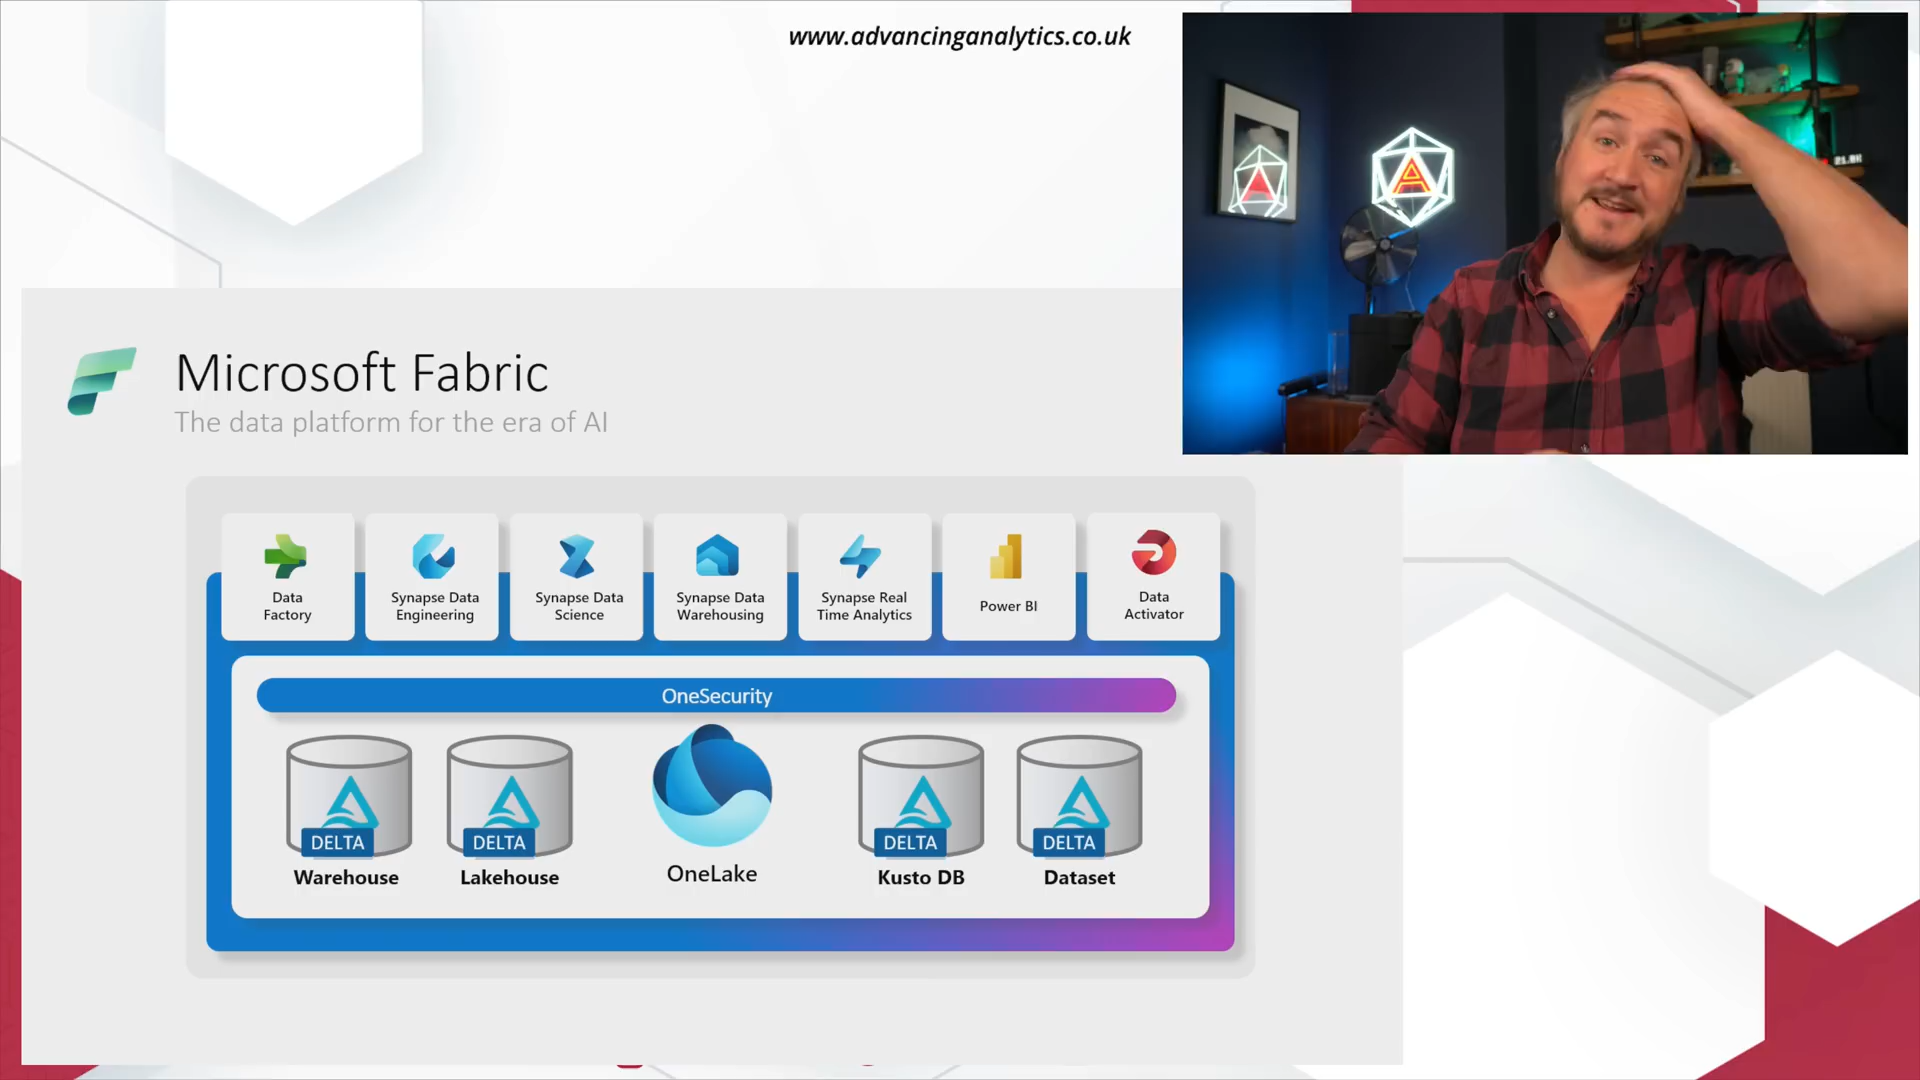 www.advancinganalytics.co.uk
21.8K
Microsoft Fabric
The data platform for the era of AI
Data
Factory
Synapse Data
Engineering
Synapse Data
Science
Synapse Data
Warehousing
Synapse Real
Time Analytics
Power BI
Data
Activator
OneSecurity
DELTA
Warehouse
DELTA
Lakehouse
OneLake
DELTA
Kusto DB
DELTA
Dataset